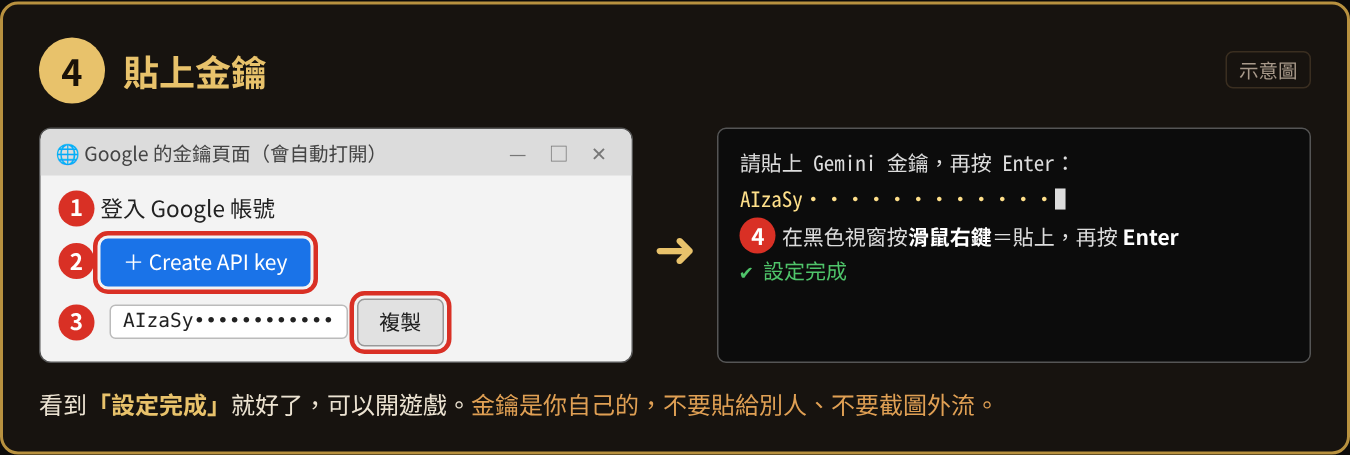 4 貼上金鑰
示意圖
🌐 Google 的金鑰頁面（會自動打開）
1 登入 Google 帳號
2 ＋ Create API key
3 AIzaSy•••••••••••• 複製
請貼上 Gemini 金鑰，再按 Enter：
AIzaSy・・・・・・・・・・・・
4 在黑色視窗按滑鼠右鍵＝貼上，再按 Enter
✔ 設定完成
看到「設定完成」就好了，可以開遊戲。金鑰是你自己的，不要貼給別人、不要截圖外流。